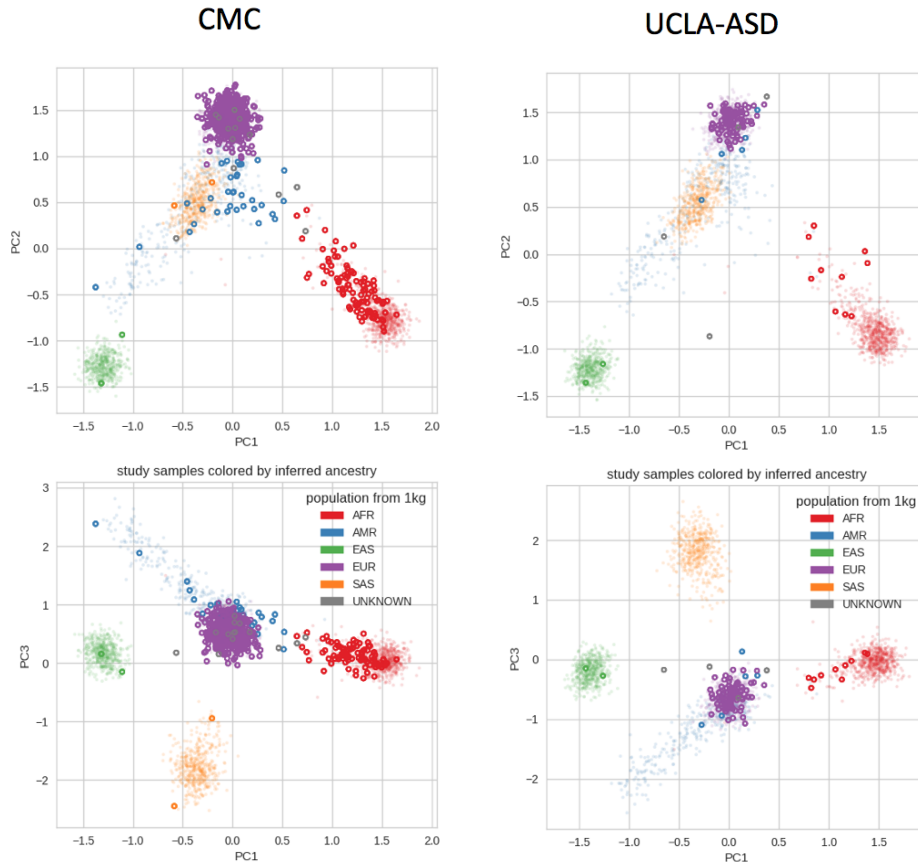 CMC
UCLA-ASD
1.5
1.0
0.5
0.0
−0.5
−1.0
−1.5
PC2
−1.5 −1.0 −0.5 0.0 0.5 1.0 1.5 2.0
PC1
1.5
1.0
0.5
0.0
−0.5
−1.0
−1.5
PC2
−1.5 −1.0 −0.5 0.0 0.5 1.0 1.5
PC1
study samples colored by inferred ancestry
3
2
1
0
−1
−2
PC3
population from 1kg
AFR
AMR
EAS
EUR
SAS
UNKNOWN
−1.5 −1.0 −0.5 0.0 0.5 1.0 1.5 2.0
PC1
study samples colored by inferred ancestry
2
1
0
−1
−2
PC3
population from 1kg
AFR
AMR
EAS
EUR
SAS
UNKNOWN
−1.5 −1.0 −0.5 0.0 0.5 1.0 1.5
PC1